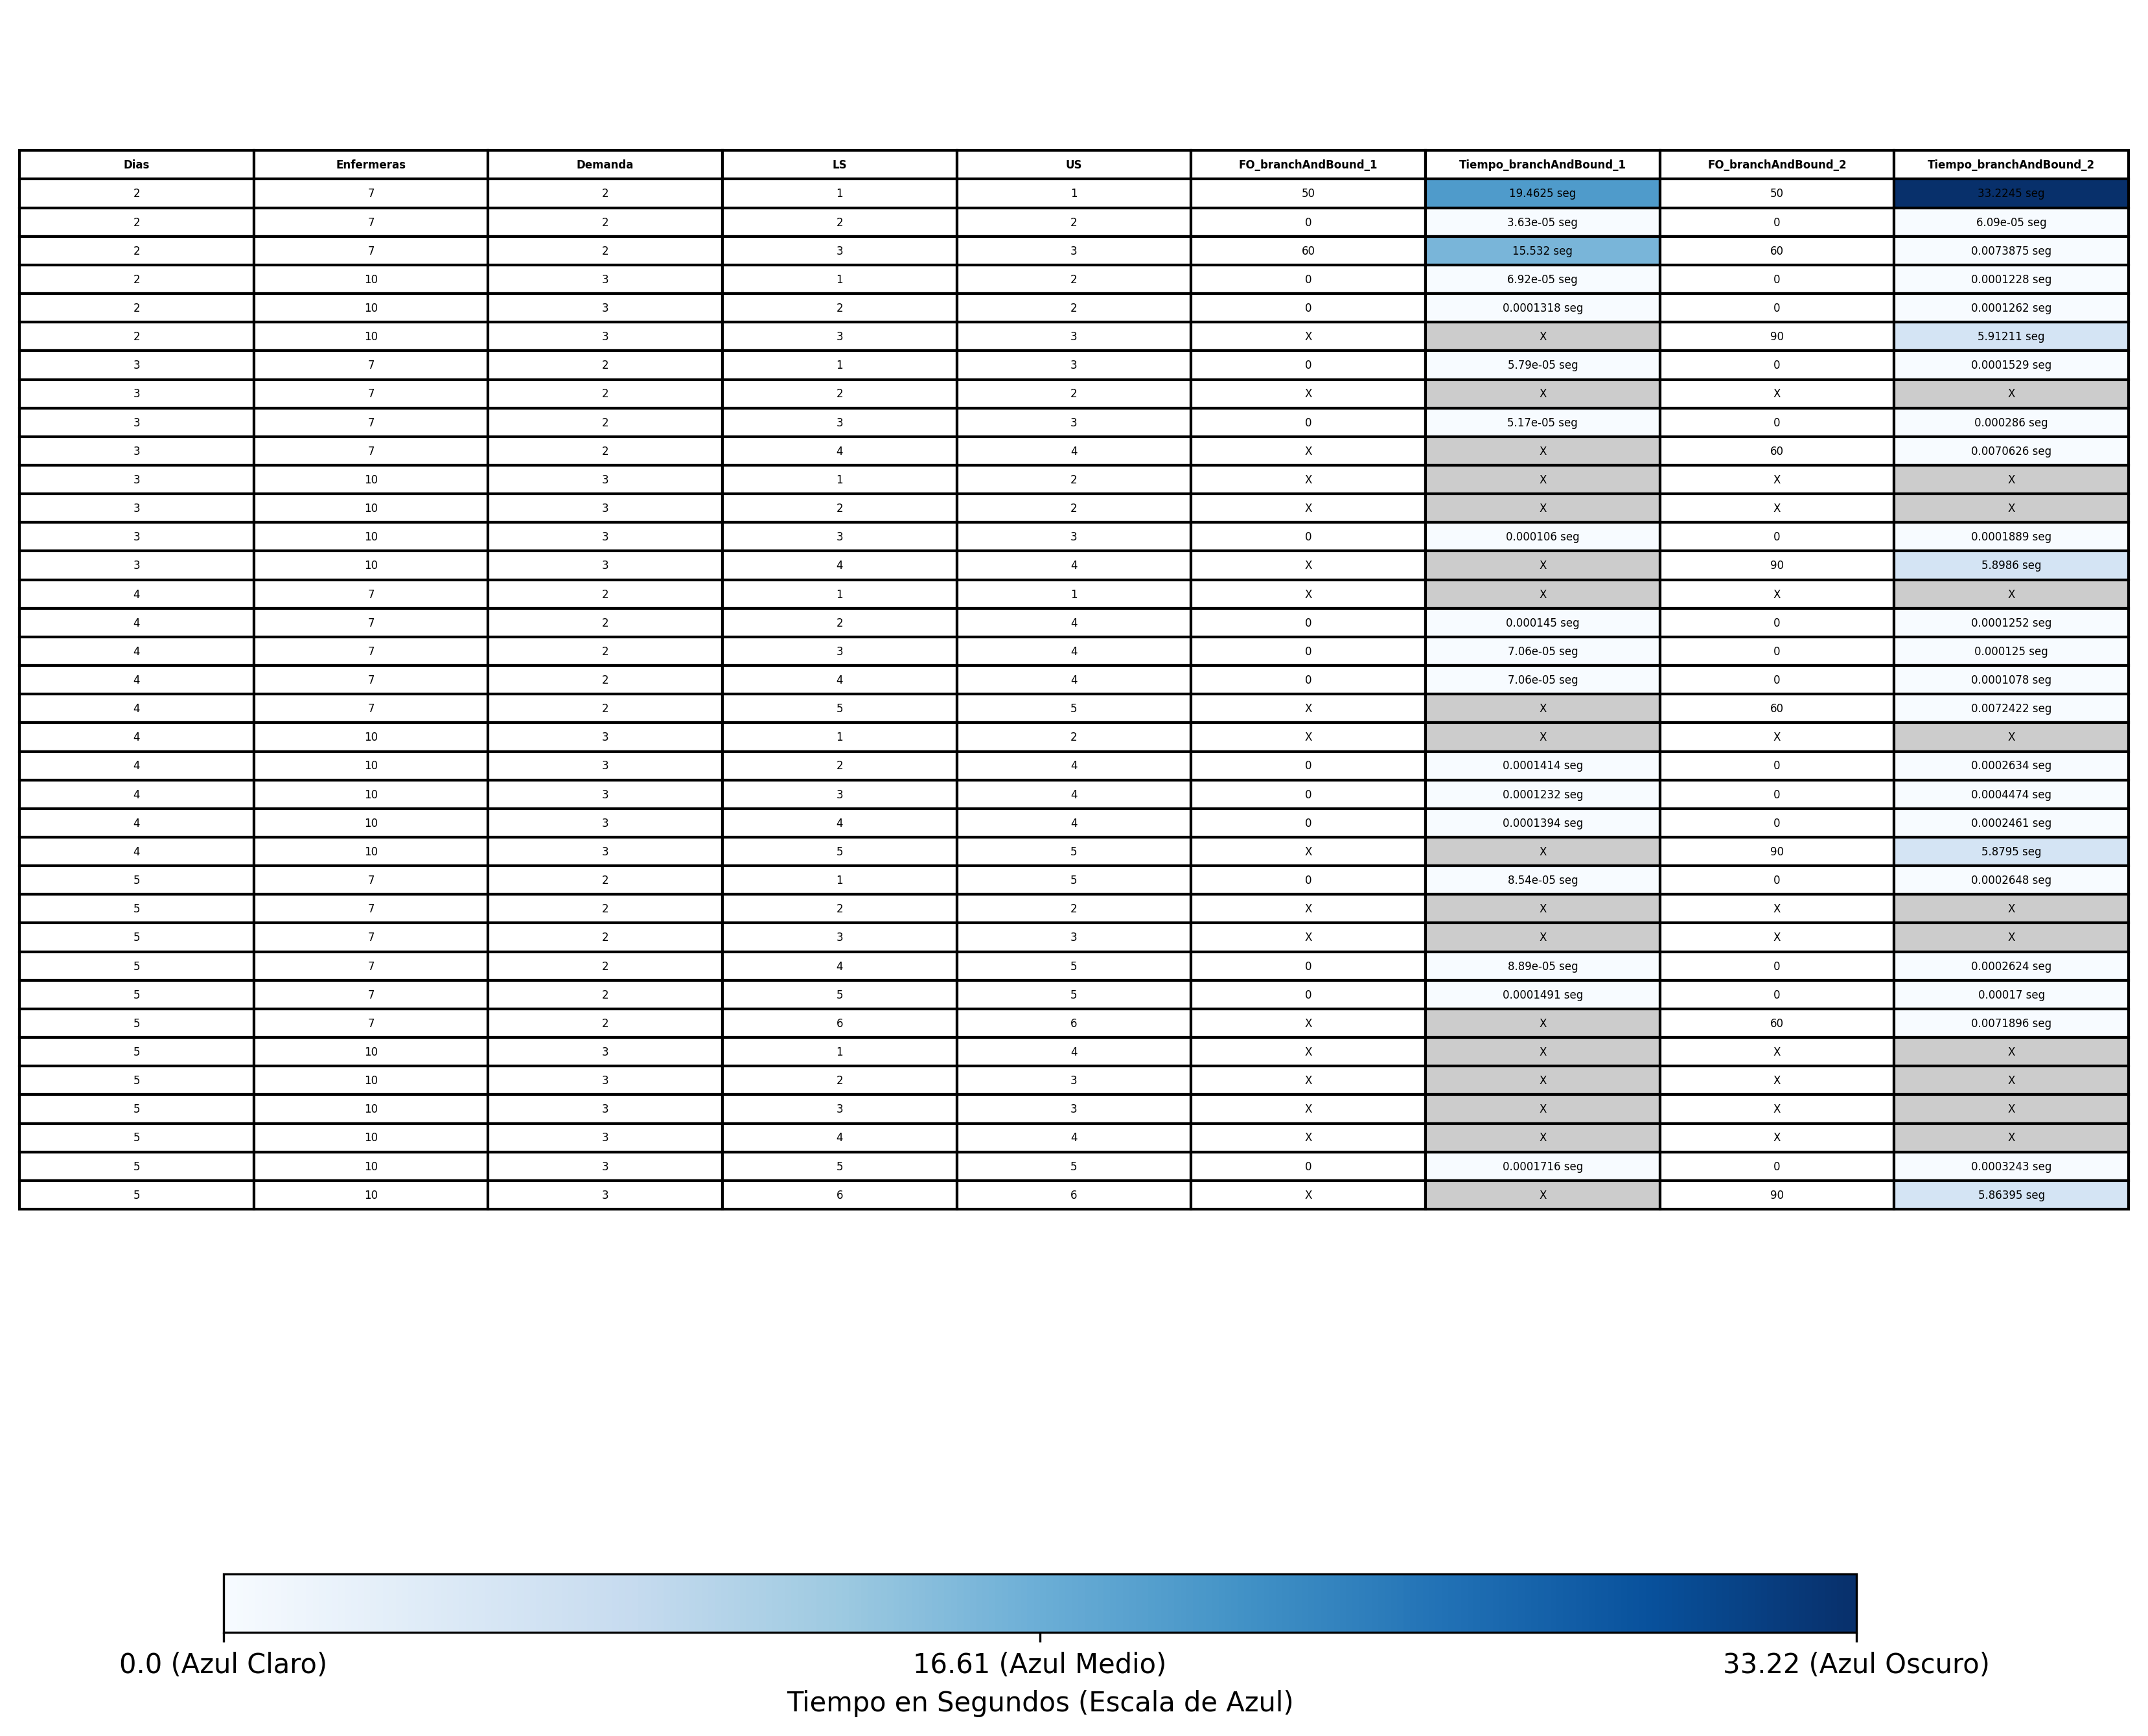 Dias Enfermeras Demanda LS US FO_branchAndBound_1 Tiempo_branchAndBound_1 FO_branchAndBound_2 Tiempo_branchAndBound_2
2 7 2 1 1 50 19.4625 seg 50 33.2245 seg
2 7 2 2 2 0 3.63e-05 seg 0 6.09e-05 seg
2 7 2 3 3 60 15.532 seg 60 0.0073875 seg
2 10 3 1 2 0 6.92e-05 seg 0 0.0001228 seg
2 10 3 2 2 0 0.0001318 seg 0 0.0001262 seg
2 10 3 3 3 X X 90 5.91211 seg
3 7 2 1 3 0 5.79e-05 seg 0 0.0001529 seg
3 7 2 2 2 X X X X
3 7 2 3 3 0 5.17e-05 seg 0 0.000286 seg
3 7 2 4 4 X X 60 0.0070626 seg
3 10 3 1 2 X X X X
3 10 3 2 2 X X X X
3 10 3 3 3 0 0.000106 seg 0 0.0001889 seg
3 10 3 4 4 X X 90 5.8986 seg
4 7 2 1 1 X X X X
4 7 2 2 4 0 0.000145 seg 0 0.0001252 seg
4 7 2 3 4 0 7.06e-05 seg 0 0.000125 seg
4 7 2 4 4 0 7.06e-05 seg 0 0.0001078 seg
4 7 2 5 5 X X 60 0.0072422 seg
4 10 3 1 2 X X X X
4 10 3 2 4 0 0.0001414 seg 0 0.0002634 seg
4 10 3 3 4 0 0.0001232 seg 0 0.0004474 seg
4 10 3 4 4 0 0.0001394 seg 0 0.0002461 seg
4 10 3 5 5 X X 90 5.8795 seg
5 7 2 1 5 0 8.54e-05 seg 0 0.0002648 seg
5 7 2 2 2 X X X X
5 7 2 3 3 X X X X
5 7 2 4 5 0 8.89e-05 seg 0 0.0002624 seg
5 7 2 5 5 0 0.0001491 seg 0 0.00017 seg
5 7 2 6 6 X X 60 0.0071896 seg
5 10 3 1 4 X X X X
5 10 3 2 3 X X X X
5 10 3 3 3 X X X X
5 10 3 4 4 X X X X
5 10 3 5 5 0 0.0001716 seg 0 0.0003243 seg
5 10 3 6 6 X X 90 5.86395 seg
0.0 (Azul Claro) 16.61 (Azul Medio) 33.22 (Azul Oscuro)
Tiempo en Segundos (Escala de Azul)